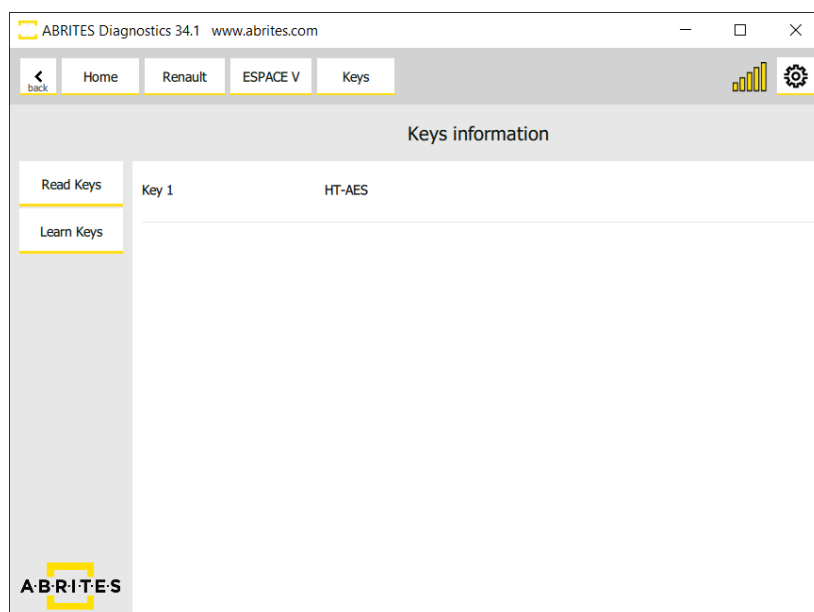 ABRITES Diagnostics 34.1 www.abrites.com
back
Home
Renault
ESPACE V
Keys
Keys information
Read Keys
Learn Keys
Key 1 HT-AES
A·B·R·I·T·E·S